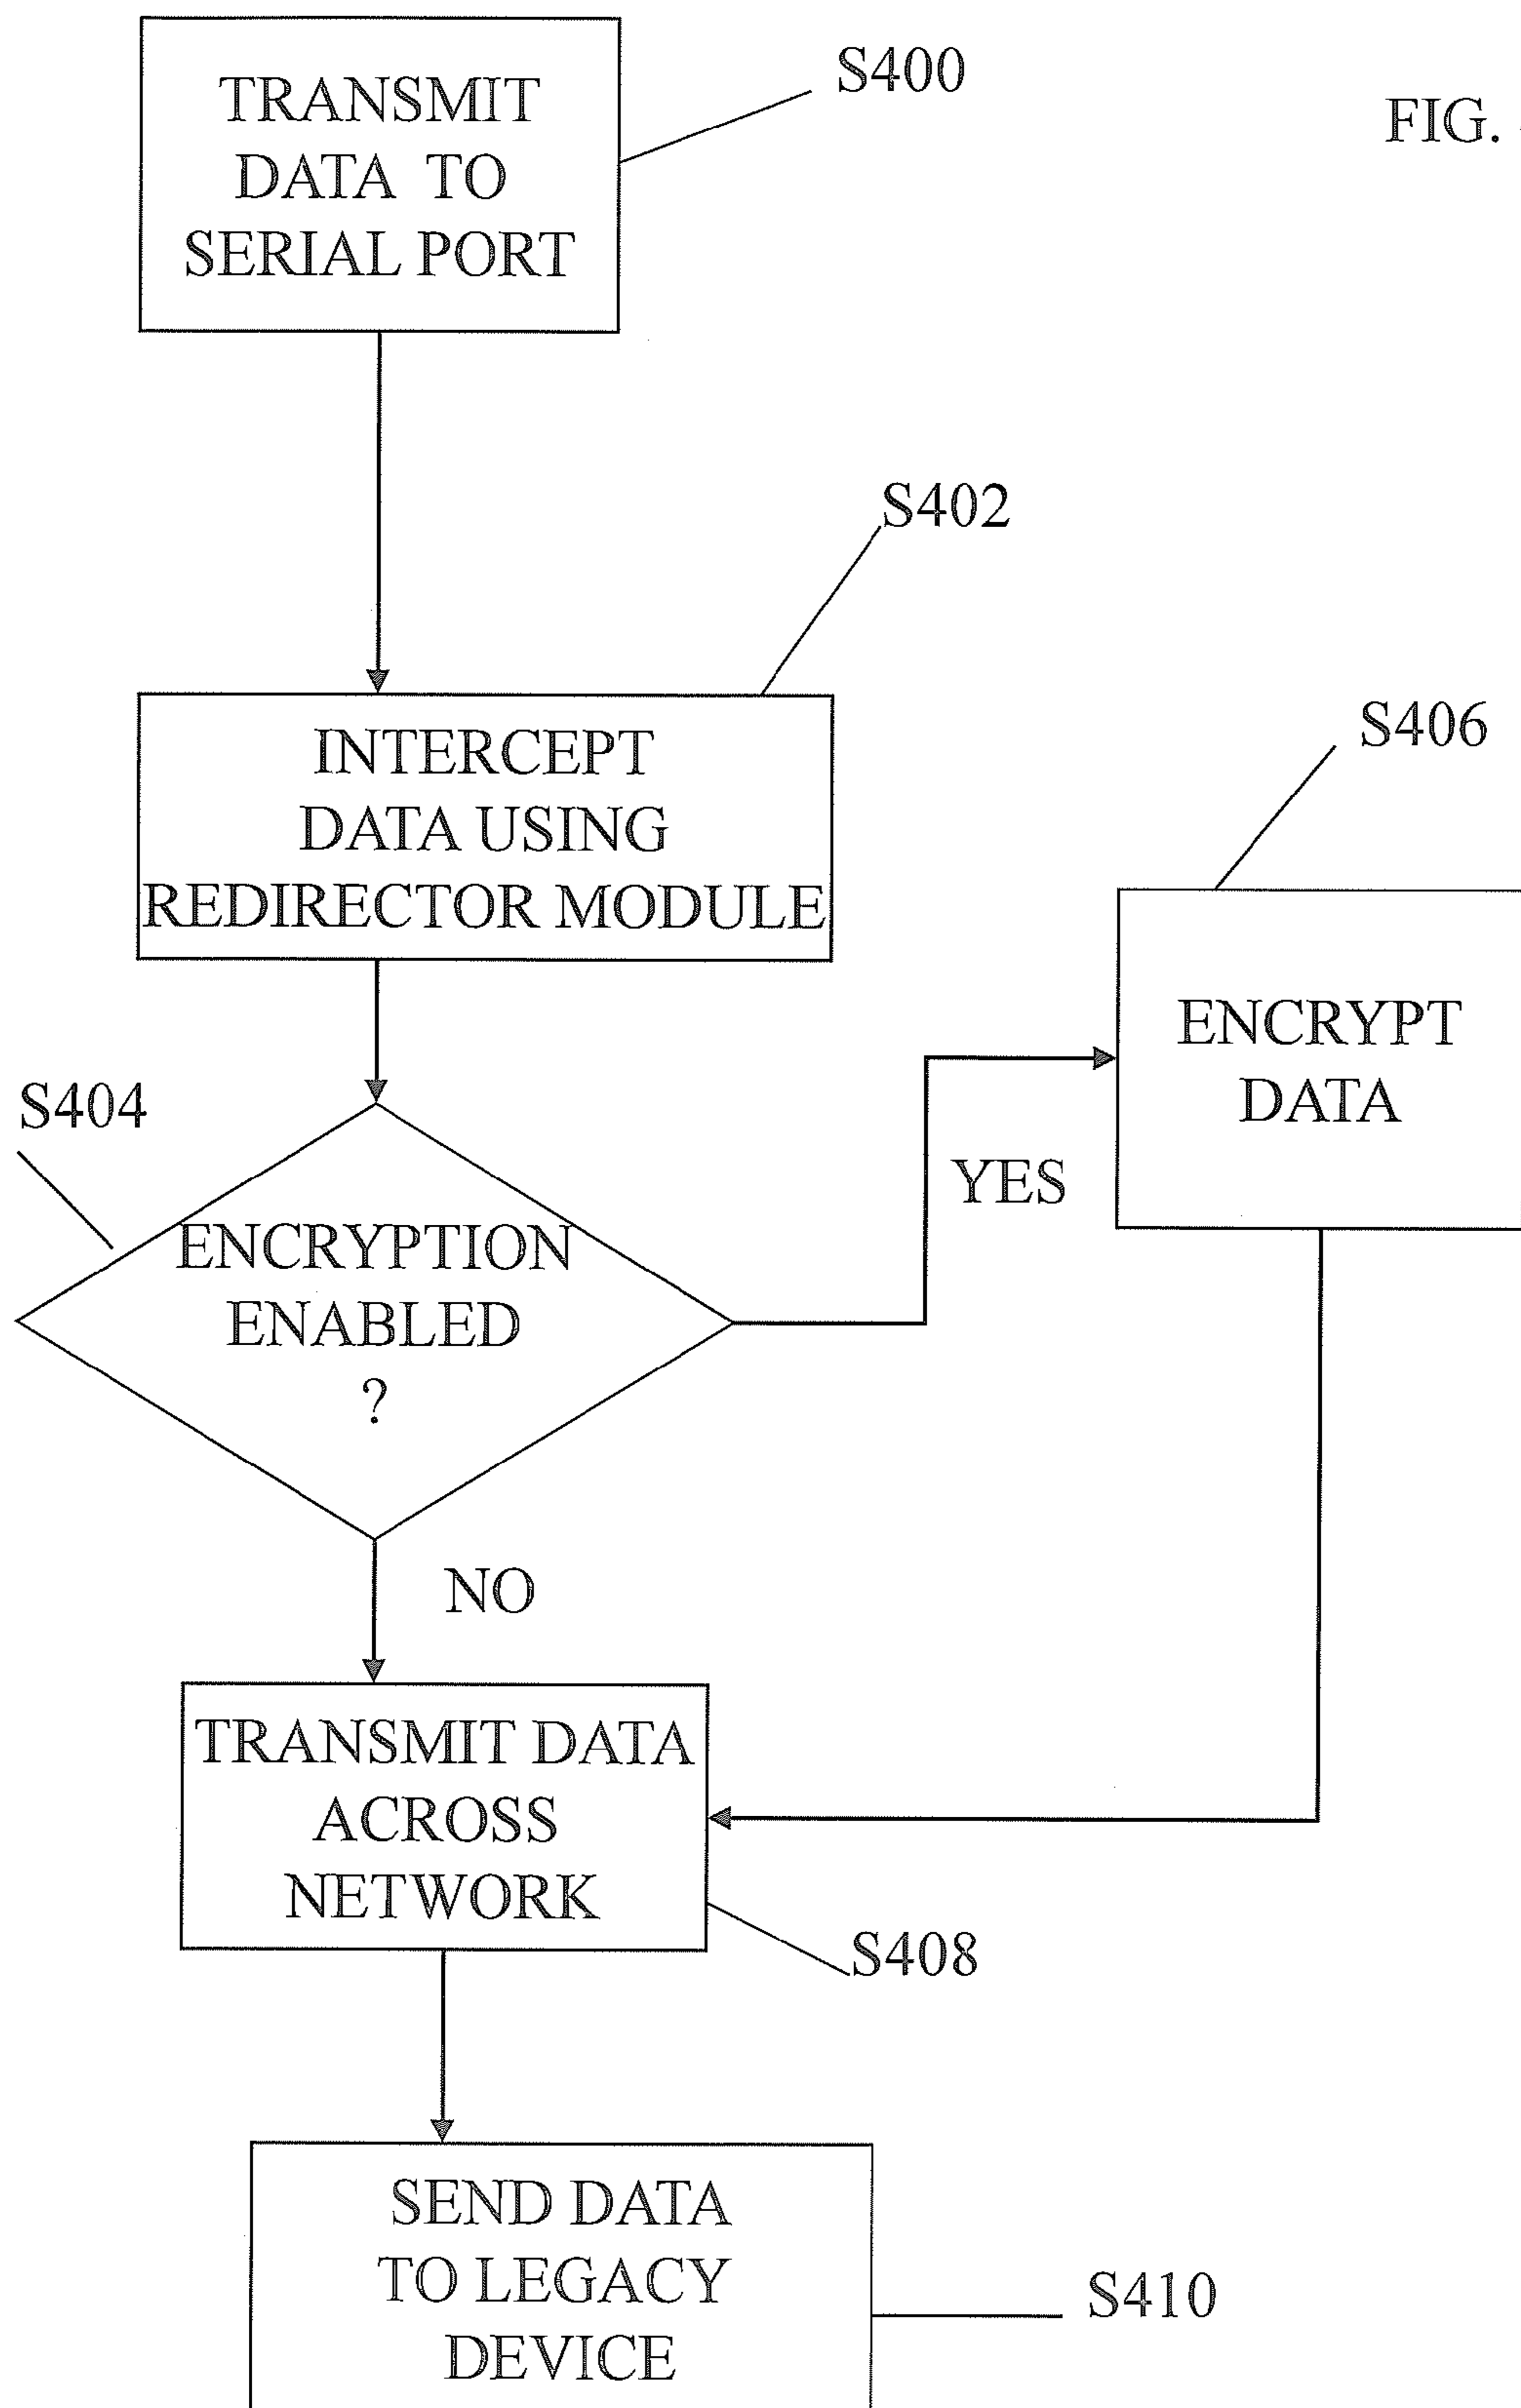 TRANSMIT
DATA TO
SERIAL PORT
S400
FIG.
S402
INTERCEPT
DATA USING
REDIRECTOR MODULE
S406
ENCRYPT
DATA
S404
ENCRYPTION
ENABLED
?
YES
NO
TRANSMIT DATA
ACROSS
NETWORK
S408
SEND DATA
TO LEGACY
DEVICE
S410